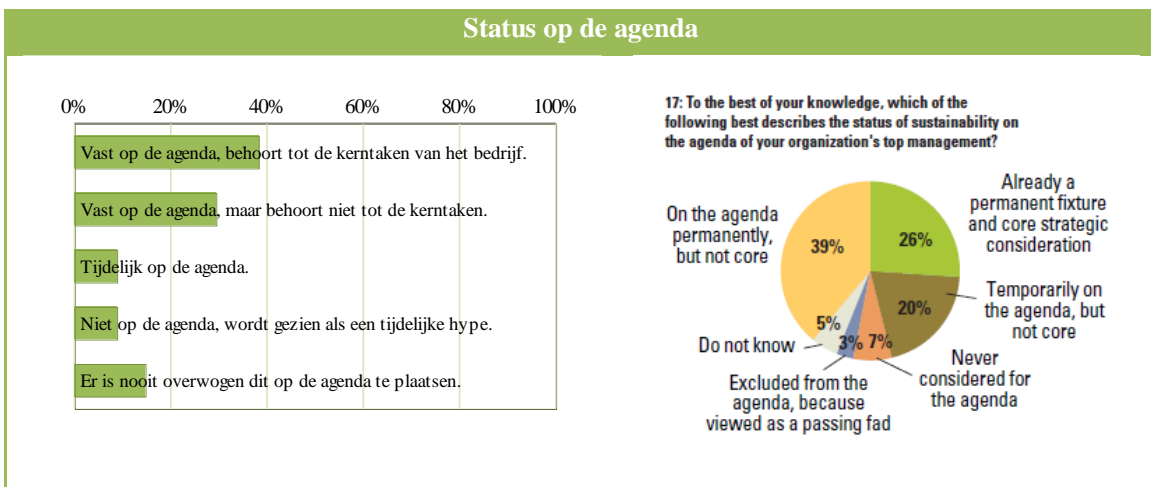 Status op de agenda
0% 20% 40% 60% 80% 100%
Vast op de agenda, behoort tot de kerntaken van het bedrijf.
Vast op de agenda, maar behoort niet tot de kerntaken.
Tijdelijk op de agenda.
Niet op de agenda, wordt gezien als een tijdelijke hype.
Er is nooit overwogen dit op de agenda te plaatsen.
17: To the best of your knowledge, which of the
following best describes the status of sustainability on
the agenda of your organization's top management?
Already a
permanent fixture
and core strategic
consideration
26%
Temporarily on
the agenda, but
not core
20%
Never
considered for
the agenda
7%
Excluded from the
agenda, because
viewed as a passing fad
3%
Do not know
5%
On the agenda
permanently,
but not core
39%